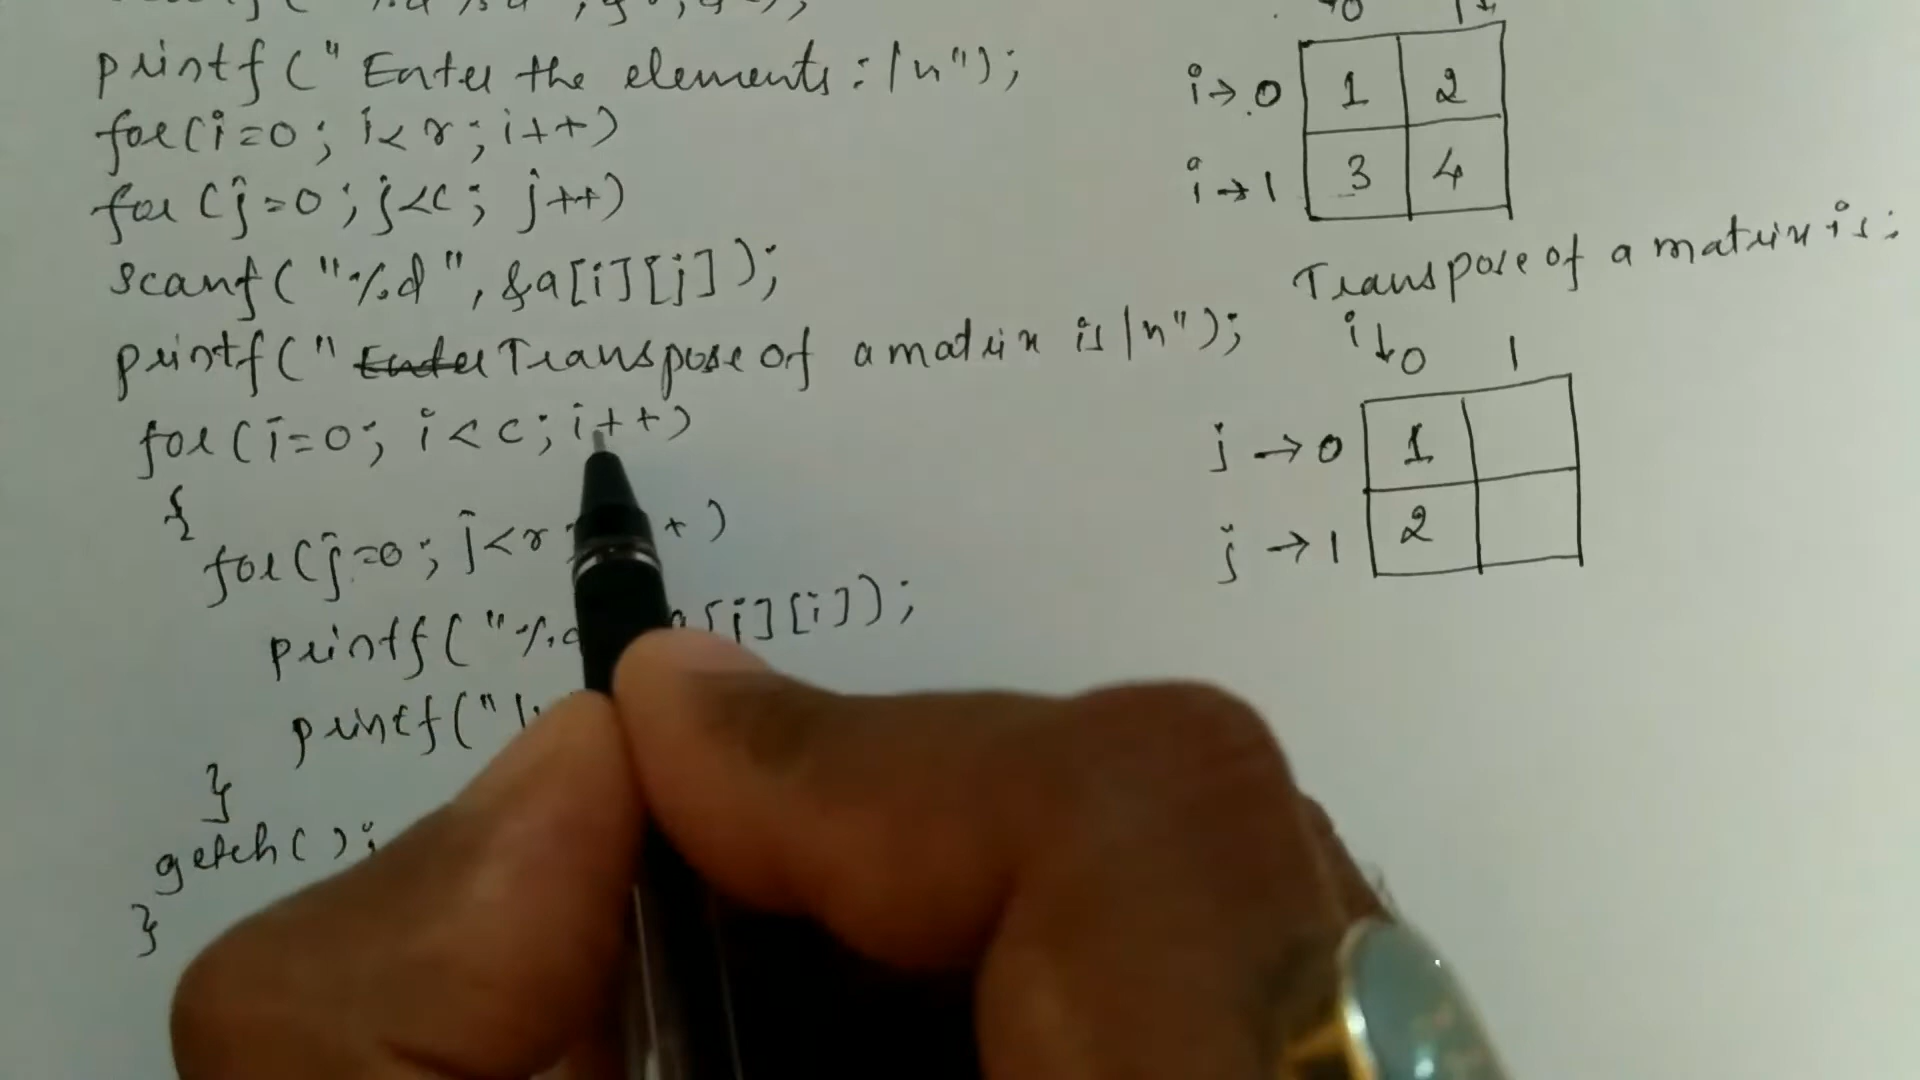 printf("Enter the elements:\n");
for(i=0; i<r; i++)
for(j=0; j<c; j++)
scanf("%d", &a[i][j]);
printf("Transpose of a matrix is \n");
for(i=0; i<c; i++)
{
for(j=0; j<r
printf("%d
[j][i]);
printf("
}
getch();
}
0 1
i→0 1 2
i→1 3 4
Transpose of a matrix is:
i↓0 1
j→0 1
j→1 2